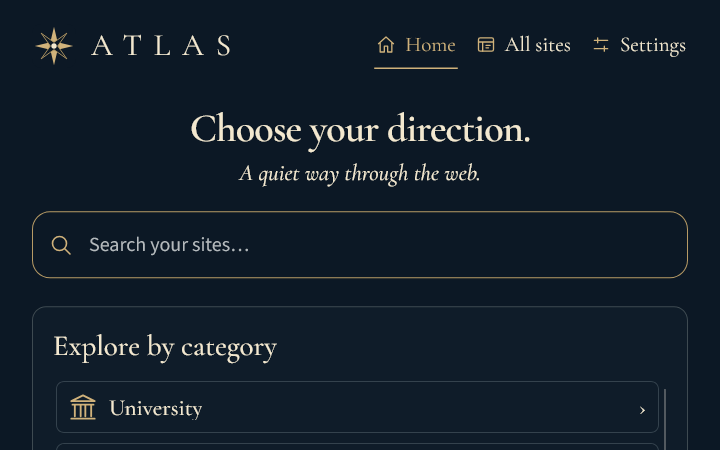 ATLAS
Home
All sites
Settings
Choose your direction.
A quiet way through the web.
Search your sites...
Explore by category
University